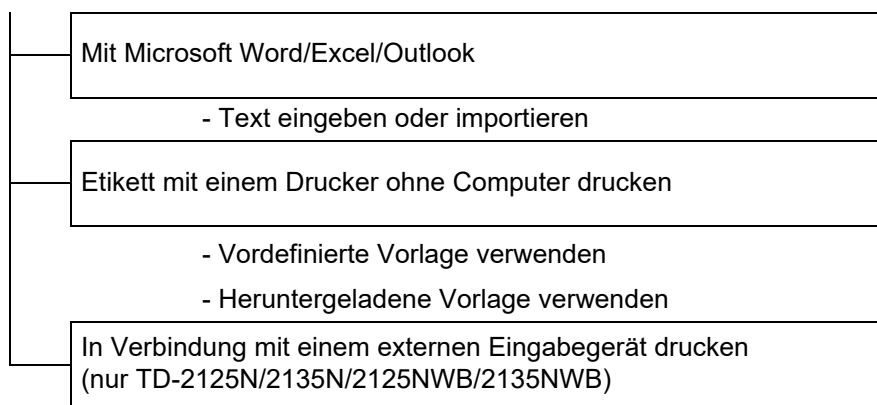 Mit Microsoft Word/Excel/Outlook
- Text eingeben oder importieren
Etikett mit einem Drucker ohne Computer drucken
- Vordefinierte Vorlage verwenden
- Heruntergeladene Vorlage verwenden
In Verbindung mit einem externen Eingabegerät drucken
(nur TD-2125N/2135N/2125NWB/2135NWB)